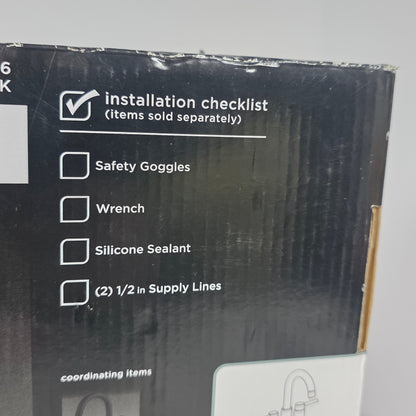 6
K
installation checklist
(items sold separately)
Safety Goggles
Wrench
Silicone Sealant
(2) 1/2 in Supply Lines
coordinating items